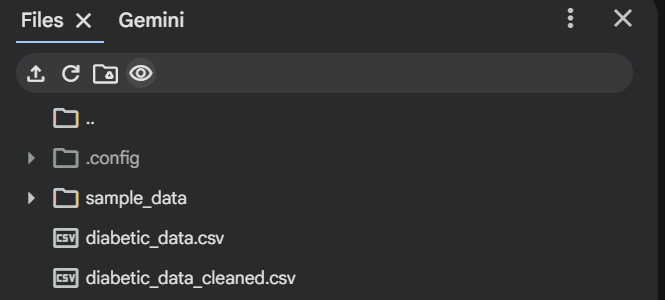 Files Gemini
..
.config
sample_data
CSV diabetic_data.csv
CSV diabetic_data_cleaned.csv